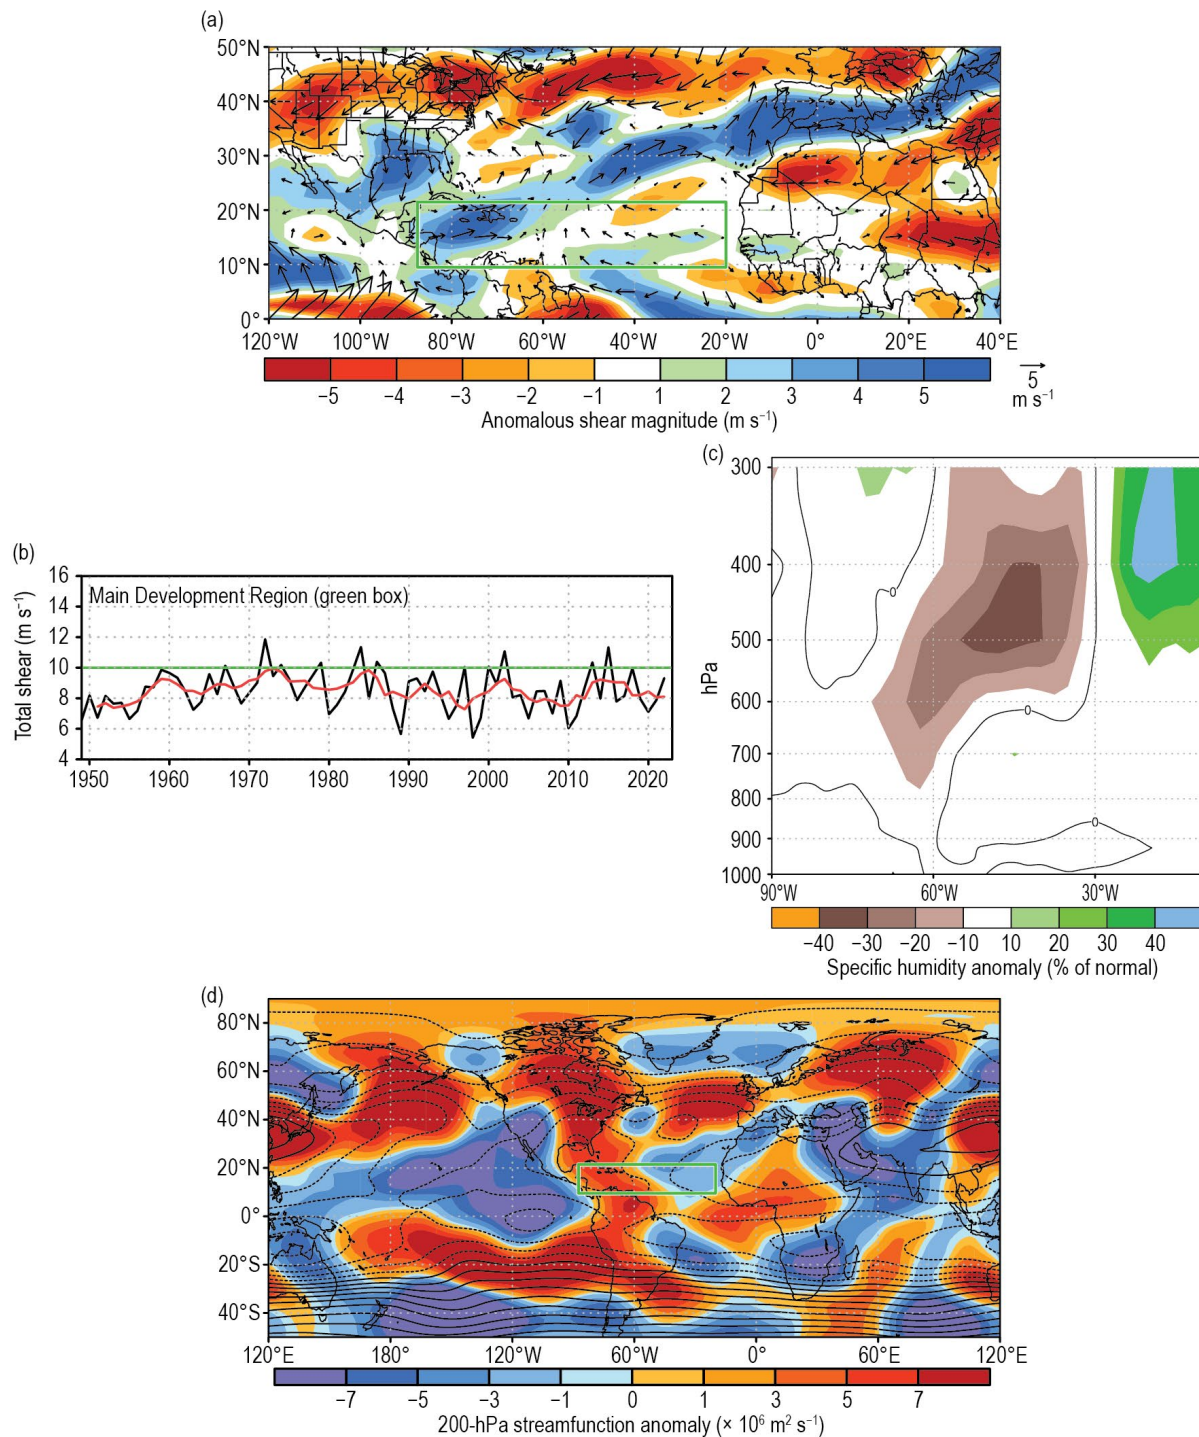 (a)
50°N
40°N
30°N
20°N
10°N
0°
120°W 100°W 80°W 60°W 40°W 20°W 0° 20°E 40°E
−5 −4 −3 −2 −1 1 2 3 4 5
Anomalous shear magnitude (m s⁻¹)
5
m s⁻¹
(b)
16
14
12
10
8
6
4
Total shear (m s⁻¹)
Main Development Region (green box)
1950 1960 1970 1980 1990 2000 2010 2020
(c)
300
400
500
600
700
800
900
1000
hPa
0
0
0
90°W 60°W 30°W
−40 −30 −20 −10 10 20 30 40
Specific humidity anomaly (% of normal)
(d)
80°N
60°N
40°N
20°N
0°
20°S
40°S
120°E 180° 120°W 60°W 0° 60°E 120°E
−7 −5 −3 −1 0 1 3 5 7
200-hPa streamfunction anomaly (× 10⁶ m² s⁻¹)